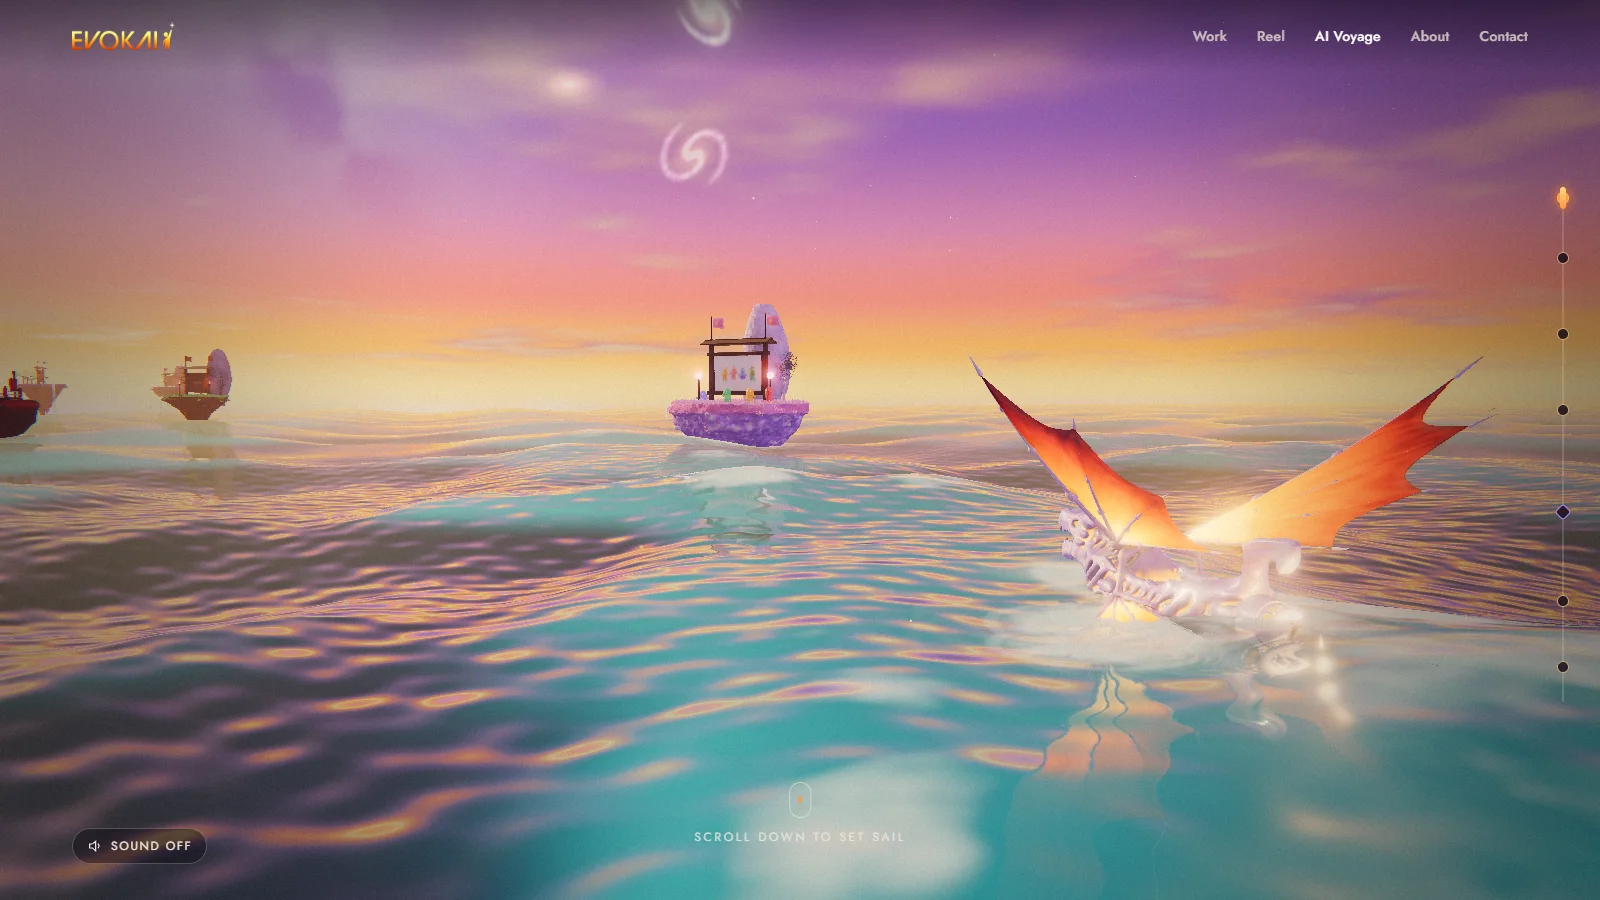 EVOKAI
Work
Reel
AI Voyage
About
Contact
SCROLL DOWN TO SET SAIL
SOUND OFF